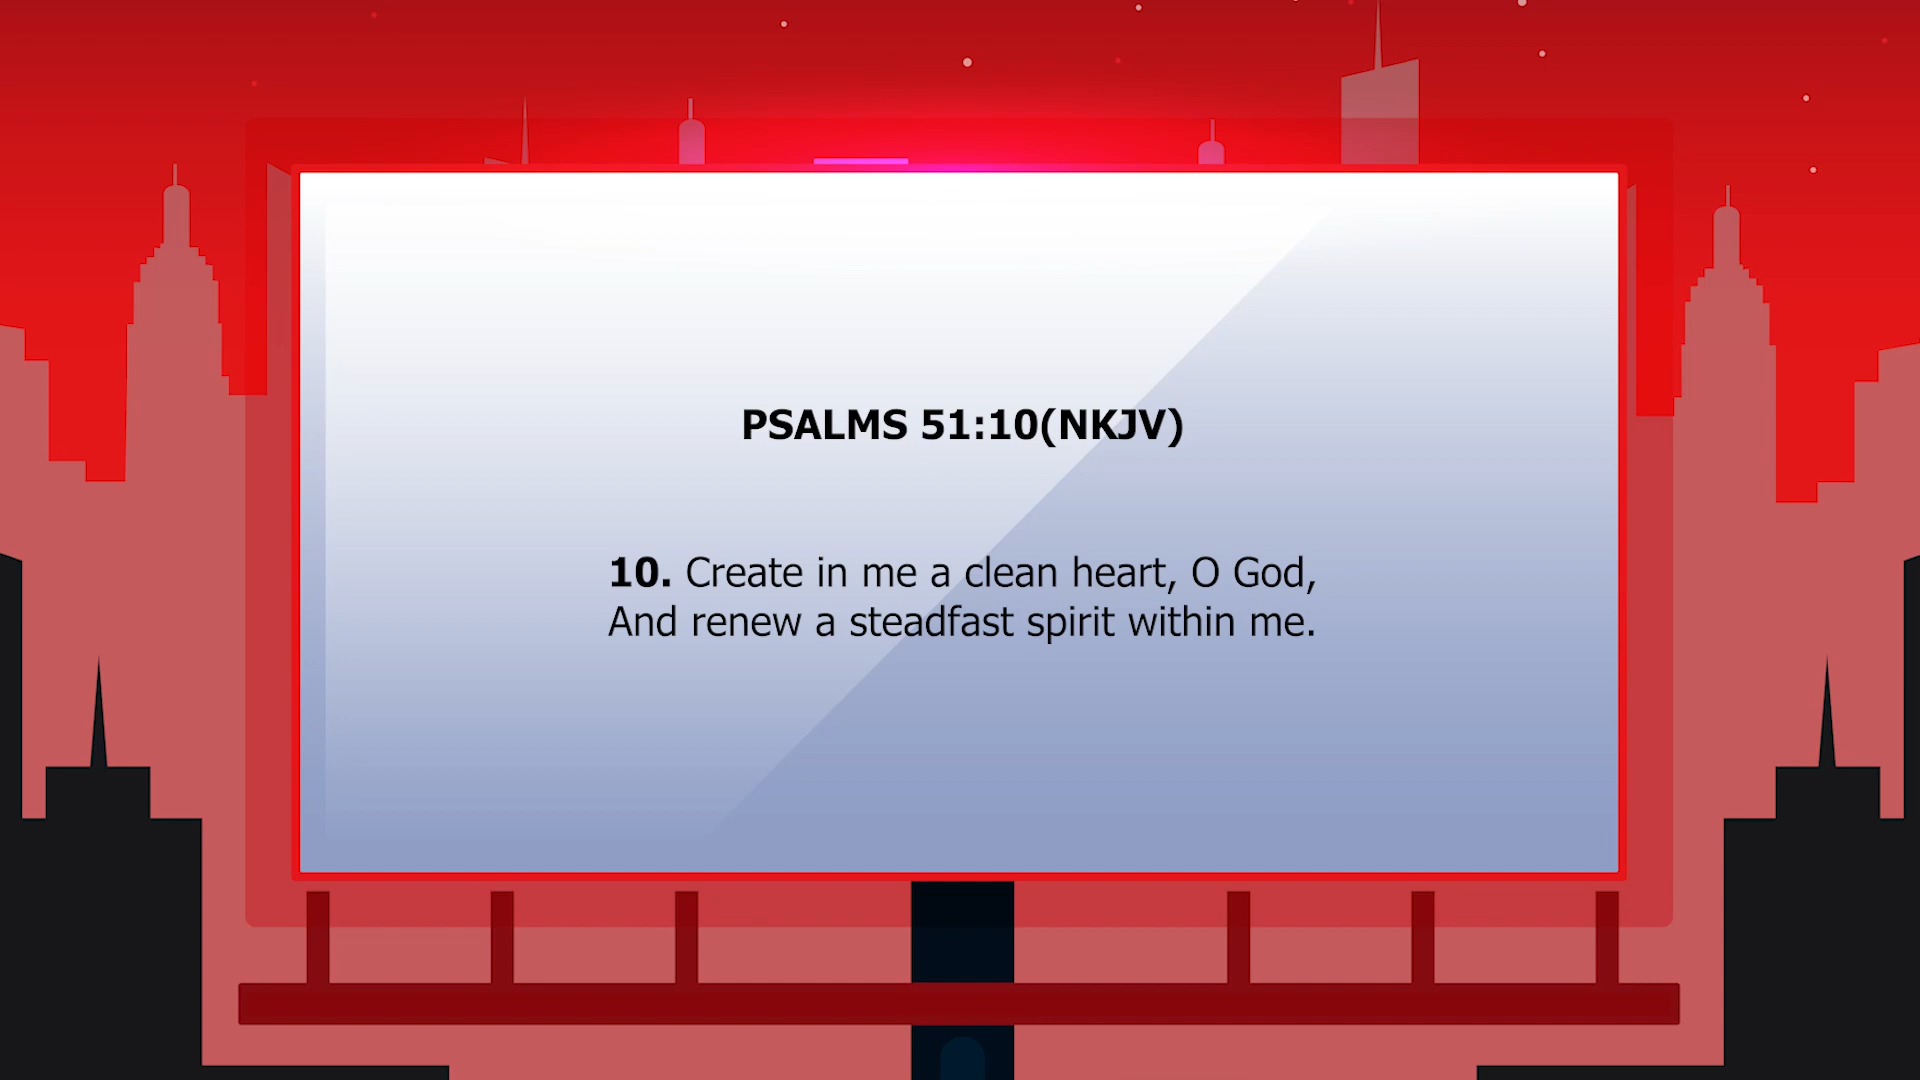 PSALMS 51:10(NKJV)
10. Create in me a clean heart, O God,
And renew a steadfast spirit within me.